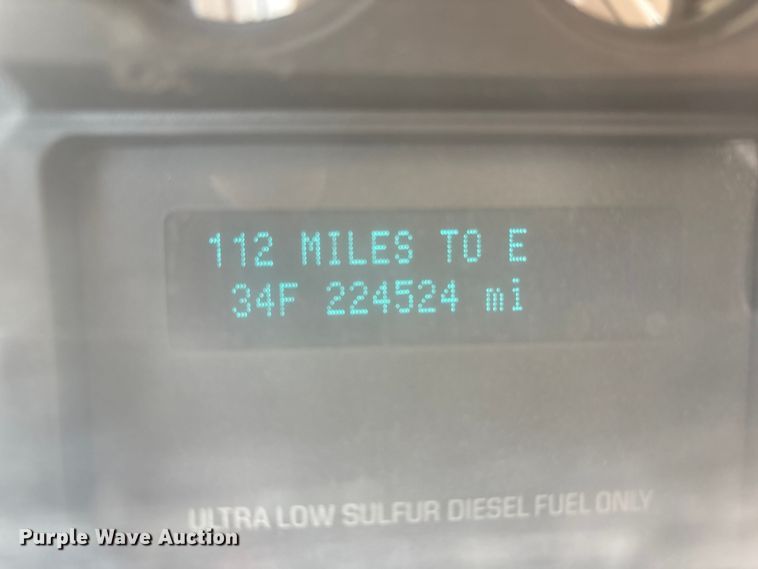 112 MILES TO E
34F 224524 mi
ULTRA LOW SULFUR DIESEL FUEL ONLY
Purple Wave Auction